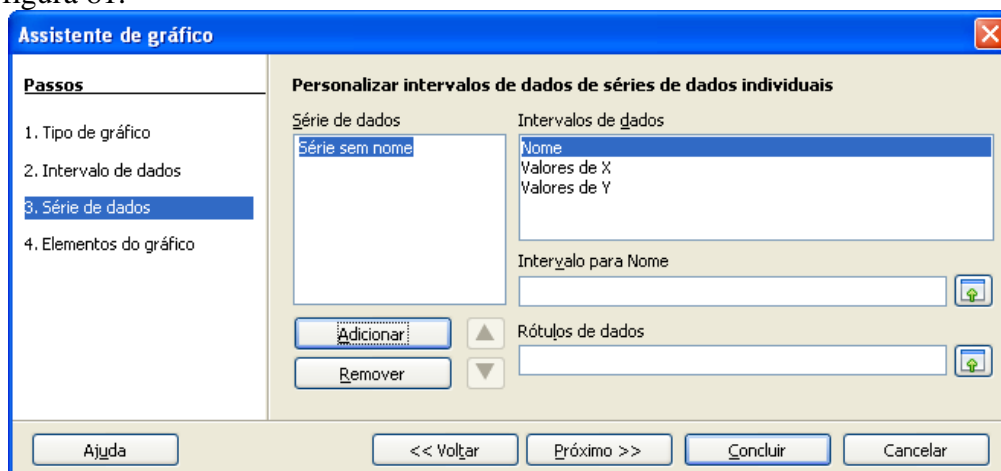 figura 81.
Assistente de gráfico
Passos
1. Tipo de gráfico
2. Intervalo de dados
3. Série de dados
4. Elementos do gráfico
Personalizar intervalos de dados de séries de dados individuais
Série de dados
Série sem nome
Adicionar
Remover
Intervalos de dados
Nome
Valores de X
Valores de Y
Intervalo para Nome
Rótulos de dados
Ajuda
<< Voltar
Próximo >>
Concluir
Cancelar